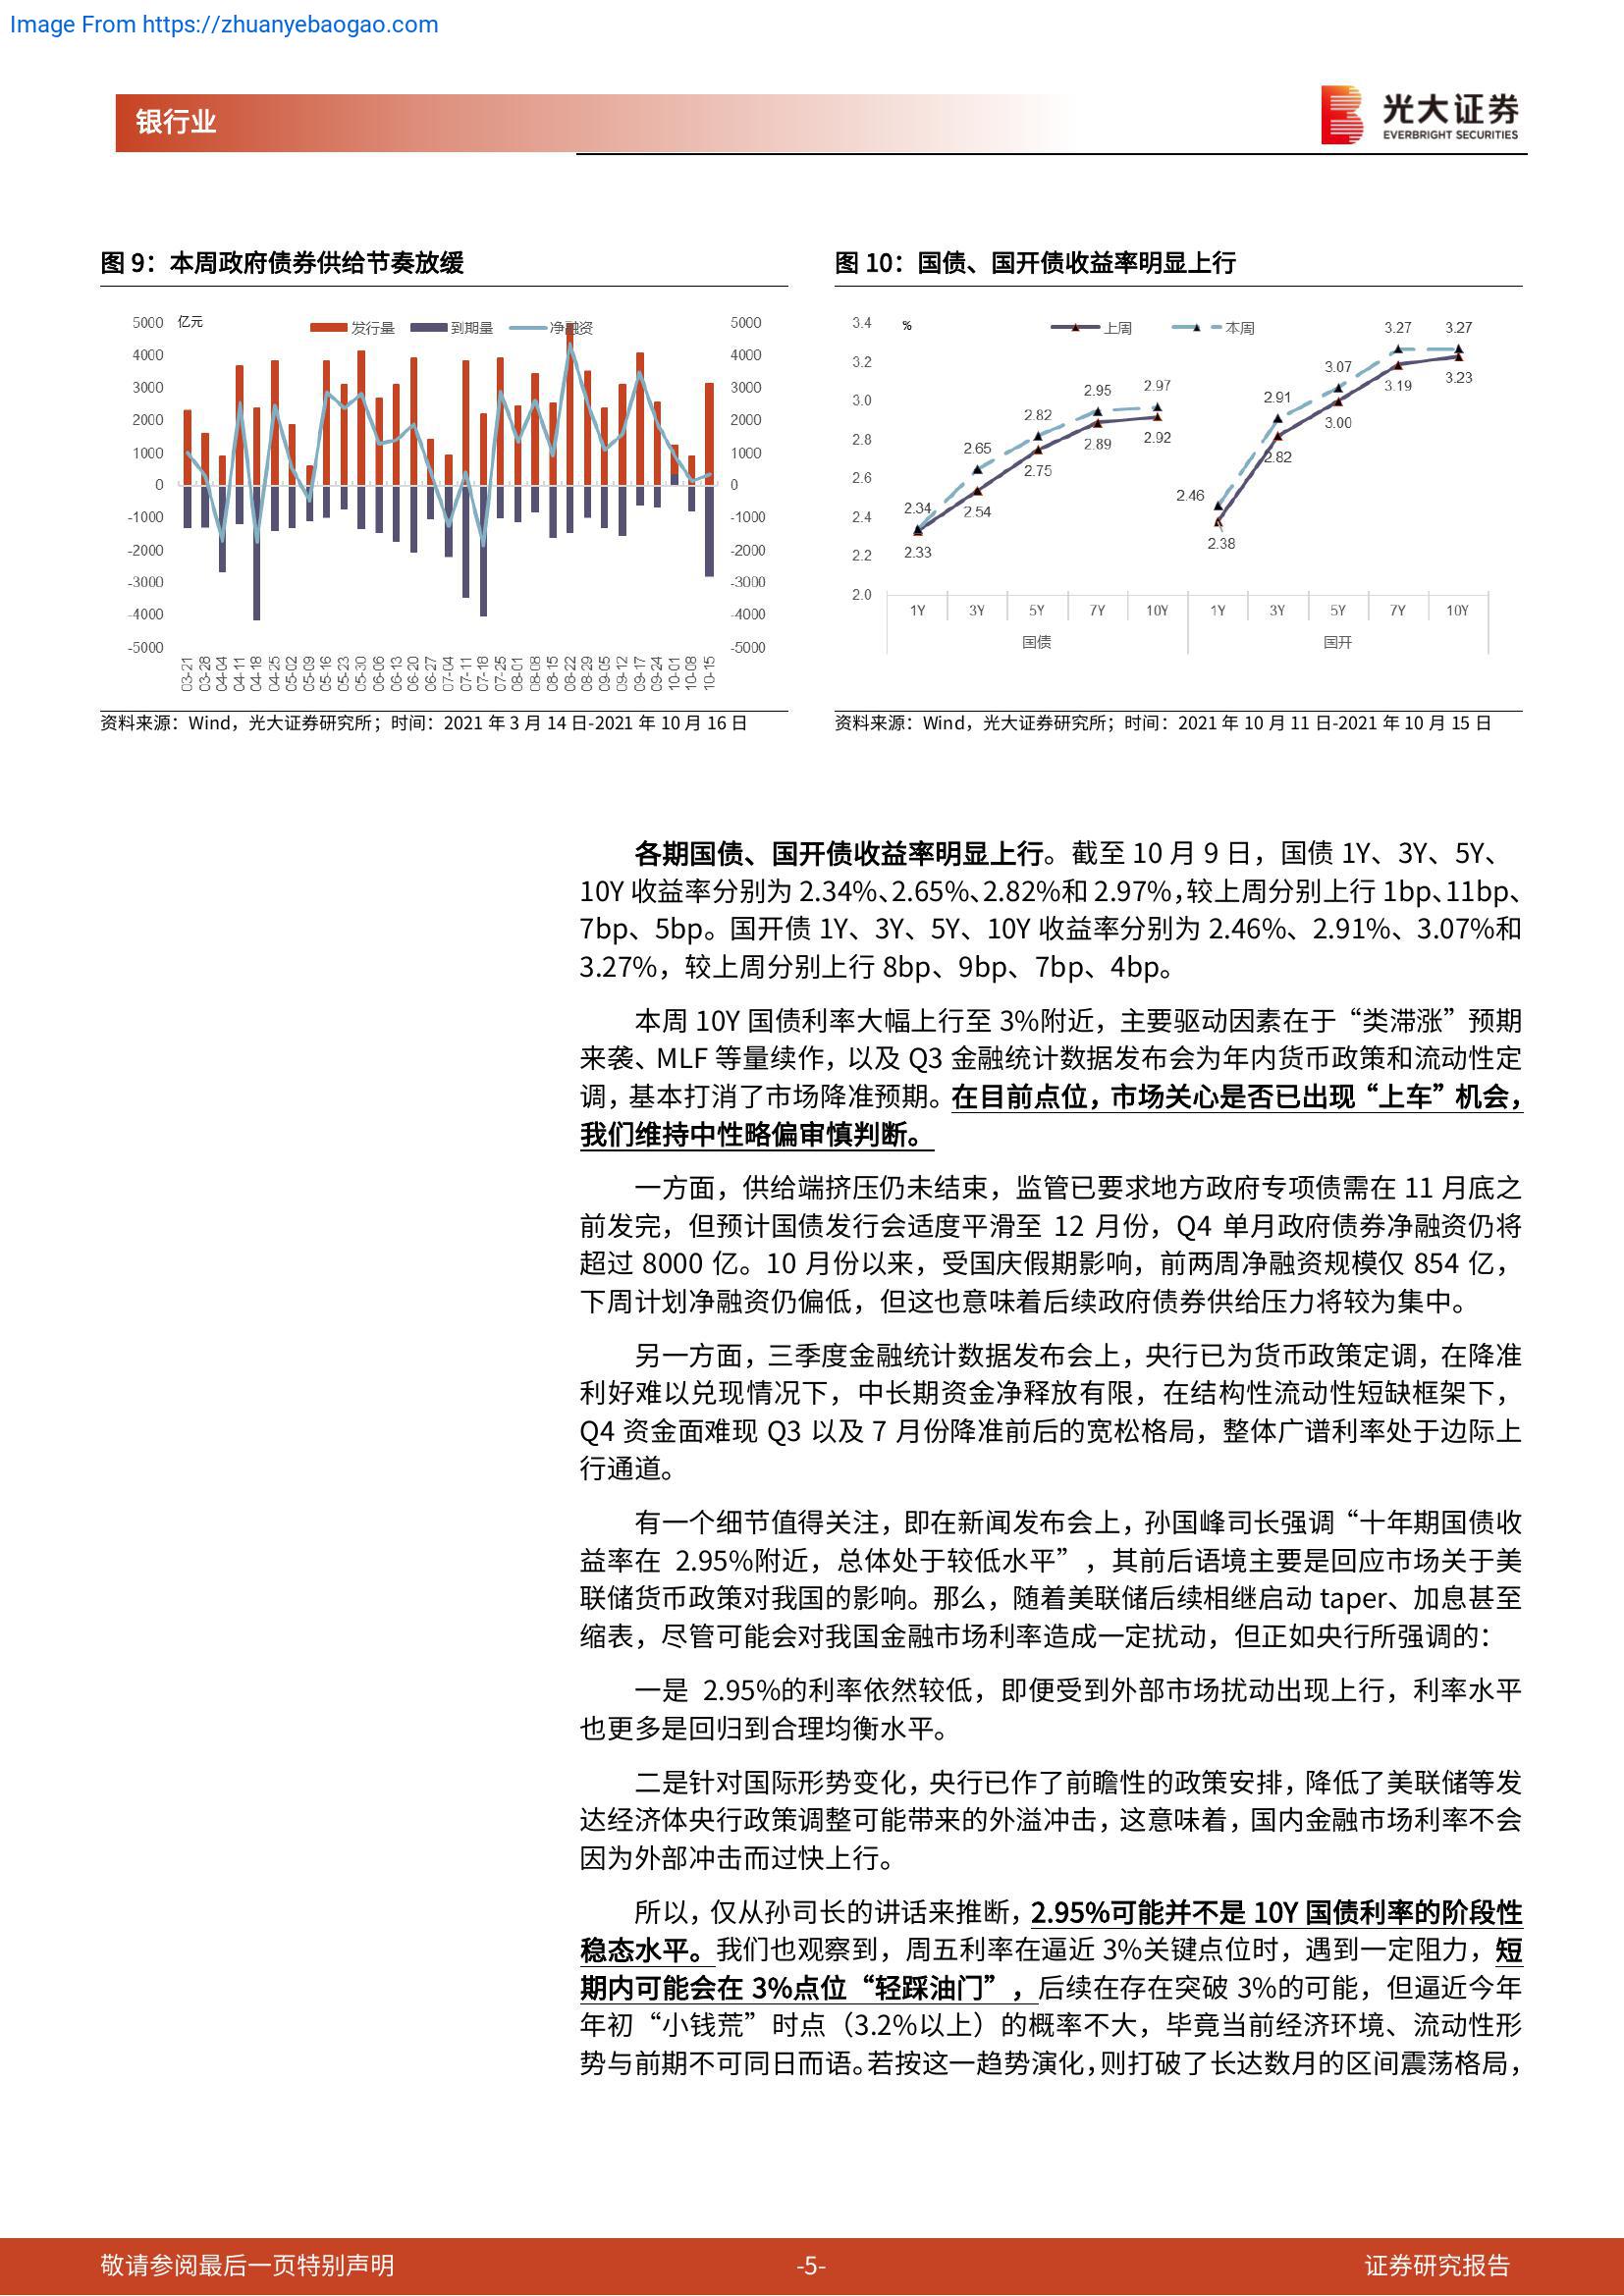 Image From https://zhuanyebaogao.com
银行业
光大证券
EVERBRIGHT SECURITIES
图 9：本周政府债券供给节奏放缓
5000 亿元 发行量 到期量 净融资 5000
4000 4000
3000 3000
2000 2000
1000 1000
0 0
-1000 -1000
-2000 -2000
-3000 -3000
-4000 -4000
-5000 -5000
03-21 03-28 04-04 04-11 04-18 04-25 05-02 05-09 05-16 05-23 05-30 06-06 06-13 06-20 06-27 07-04 07-11 07-18 07-25 08-01 08-08 08-15 08-22 08-29 09-05 09-12 09-17 09-24 10-01 10-08 10-15
资料来源：Wind，光大证券研究所；时间：2021 年 3 月 14 日-2021 年 10 月 16 日
图 10：国债、国开债收益率明显上行
3.4 % 上周 本周 3.27 3.27
3.2
3.07 3.19 3.23
3.0
2.95 2.97 2.91 3.00
2.8
2.82 2.89 2.92 2.82
2.65 2.75
2.6
2.54 2.46
2.4
2.34 2.38
2.2
2.33
2.0
1Y 3Y 5Y 7Y 10Y 1Y 3Y 5Y 7Y 10Y
国债 国开
资料来源：Wind，光大证券研究所；时间：2021 年 10 月 11 日-2021 年 10 月 15 日
各期国债、国开债收益率明显上行。截至 10 月 9 日，国债 1Y、3Y、5Y、
10Y 收益率分别为 2.34%、2.65%、2.82%和 2.97%，较上周分别上行 1bp、11bp、
7bp、5bp。国开债 1Y、3Y、5Y、10Y 收益率分别为 2.46%、2.91%、3.07%和
3.27%，较上周分别上行 8bp、9bp、7bp、4bp。
本周 10Y 国债利率大幅上行至 3%附近，主要驱动因素在于“类滞涨”预期
来袭、MLF 等量续作，以及 Q3 金融统计数据发布会为年内货币政策和流动性定
调，基本打消了市场降准预期。在目前点位，市场关心是否已出现“上车”机会，
我们维持中性略偏审慎判断。
一方面，供给端挤压仍未结束，监管已要求地方政府专项债需在 11 月底之
前发完，但预计国债发行会适度平滑至 12 月份，Q4 单月政府债券净融资仍将
超过 8000 亿。10 月份以来，受国庆假期影响，前两周净融资规模仅 854 亿，
下周计划净融资仍偏低，但这也意味着后续政府债券供给压力将较为集中。
另一方面，三季度金融统计数据发布会上，央行已为货币政策定调，在降准
利好难以兑现情况下，中长期资金净释放有限，在结构性流动性短缺框架下，
Q4 资金面难现 Q3 以及 7 月份降准前后的宽松格局，整体广谱利率处于边际上
行通道。
有一个细节值得关注，即在新闻发布会上，孙国峰司长强调“十年期国债收
益率在 2.95%附近，总体处于较低水平”，其前后语境主要是回应市场关于美
联储货币政策对我国的影响。那么，随着美联储后续相继启动 taper、加息甚至
缩表，尽管可能会对我国金融市场利率造成一定扰动，但正如央行所强调的：
一是 2.95%的利率依然较低，即便受到外部市场扰动出现上行，利率水平
也更多是回归到合理均衡水平。
二是针对国际形势变化，央行已作了前瞻性的政策安排，降低了美联储等发
达经济体央行政策调整可能带来的外溢冲击，这意味着，国内金融市场利率不会
因为外部冲击而过快上行。
所以，仅从孙司长的讲话来推断，2.95%可能并不是 10Y 国债利率的阶段性
稳态水平。我们也观察到，周五利率在逼近 3%关键点位时，遇到一定阻力，短
期内可能会在 3%点位“轻踩油门”，后续在存在突破 3%的可能，但逼近今年
年初“小钱荒”时点（3.2%以上）的概率不大，毕竟当前经济环境、流动性形
势与前期不可同日而语。若按这一趋势演化，则打破了长达数月的区间震荡格局，
敬请参阅最后一页特别声明 -5- 证券研究报告